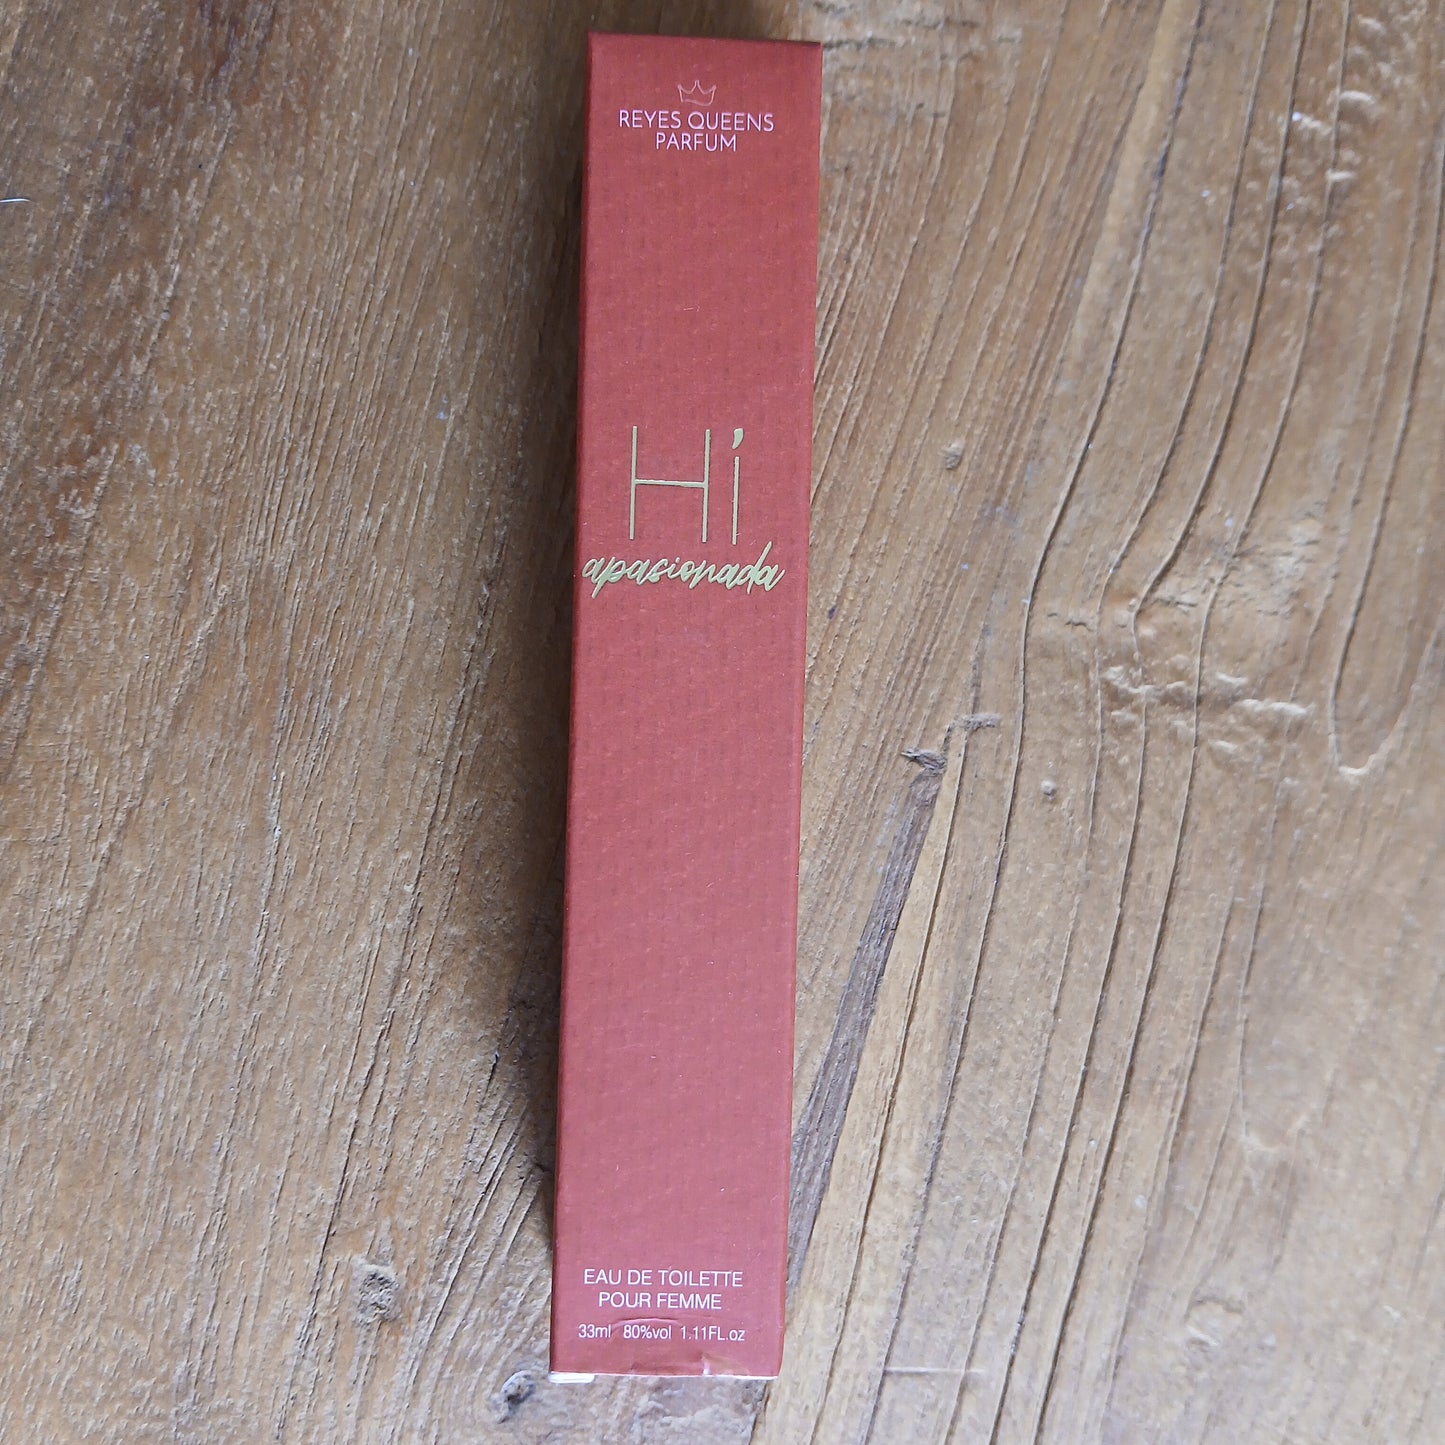 REYES QUEENS
PARFUM
Hi
apasionada
EAU DE TOILETTE
POUR FEMME
33ml 80%vol 1.11FL.oz